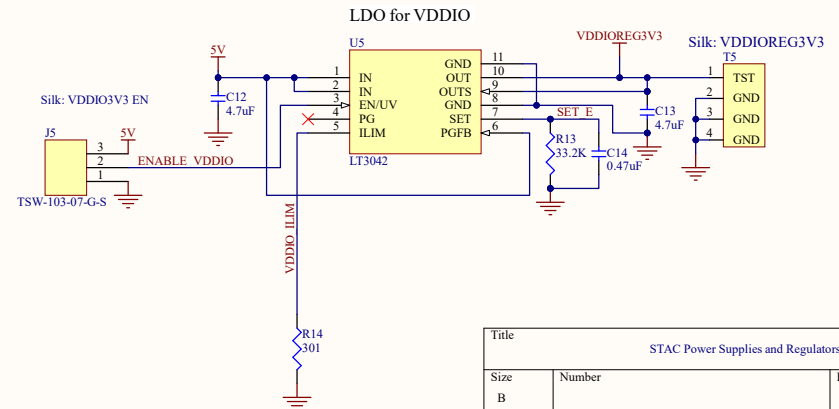 LDO for VDDIO
VDDIOREG3V3
Silk: VDDIOREG3V3
5V
U5
T5
1 IN
2 IN
3 EN/UV
4 PG
5 ILIM
GND 11
OUT 10
OUTS 9
GND 8
SET 7
PGFB 6
LT3042
1 TST
2 GND
3 GND
4 GND
C12
4.7uF
C13
4.7uF
SET_E
R13
33.2K
C14
0.47uF
Silk: VDDIO3V3 EN
J5
5V
3
2
1
ENABLE_VDDIO
TSW-103-07-G-S
VDDIO_ILIM
R14
301
Title
STAC Power Supplies and Regulators
Size
Number
B